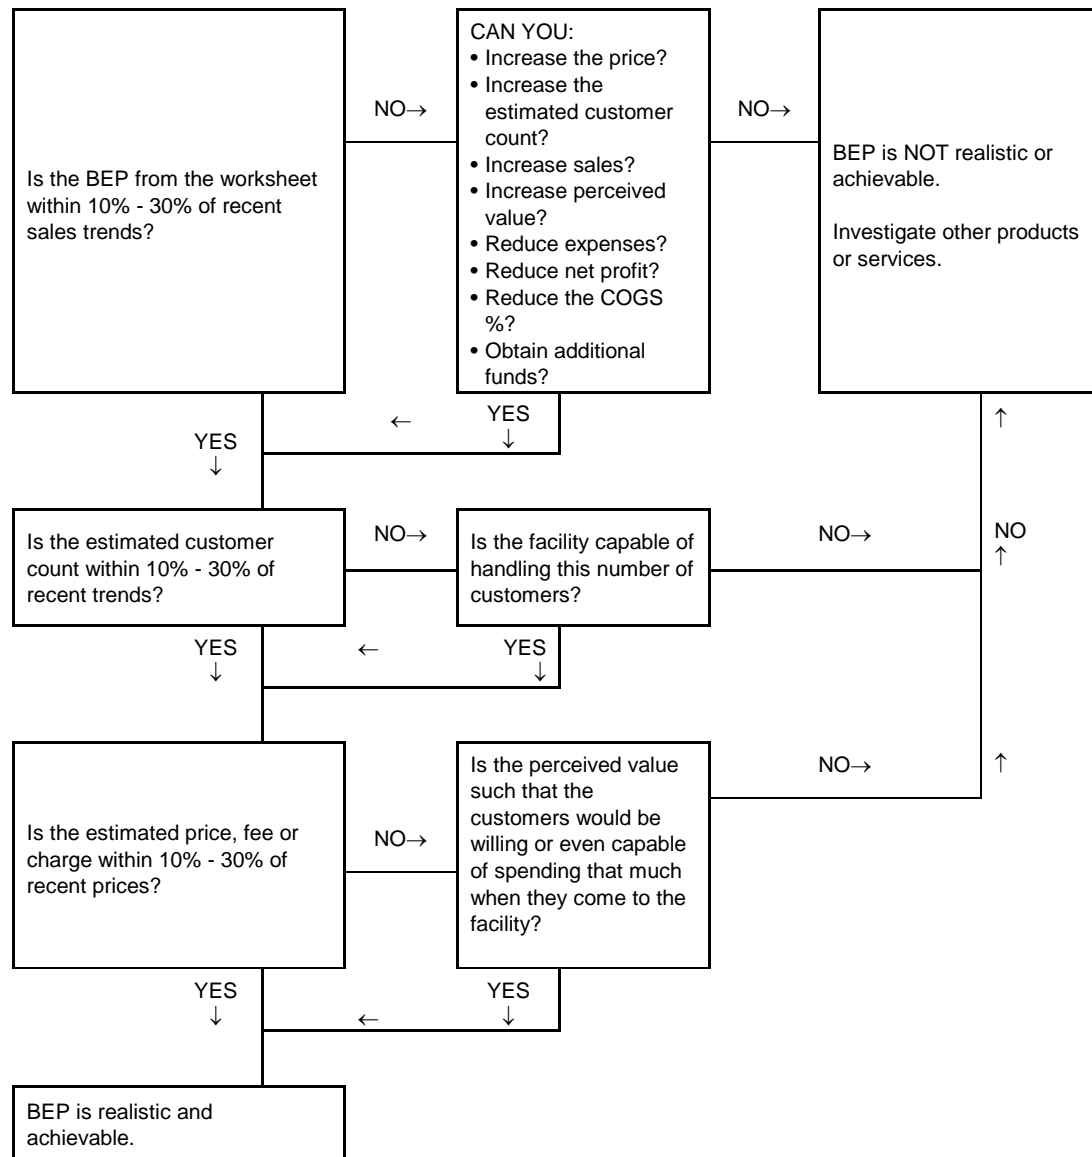 Is the BEP from the worksheet
within 10% - 30% of recent
sales trends?
NO→
CAN YOU:
• Increase the price?
• Increase the
estimated customer
count?
• Increase sales?
• Increase perceived
value?
• Reduce expenses?
• Reduce net profit?
• Reduce the COGS
%?
• Obtain additional
funds?
NO→
BEP is NOT realistic or
achievable.
Investigate other products
or services.
YES
↓
←
YES
↓
↑
Is the estimated customer
count within 10% - 30% of
recent trends?
NO→
Is the facility capable of
handling this number of
customers?
NO→
NO
↑
YES
↓
←
YES
↓
Is the estimated price, fee or
charge within 10% - 30% of
recent prices?
NO→
Is the perceived value
such that the
customers would be
willing or even capable
of spending that much
when they come to the
facility?
NO→
↑
YES
↓
←
YES
↓
BEP is realistic and
achievable.